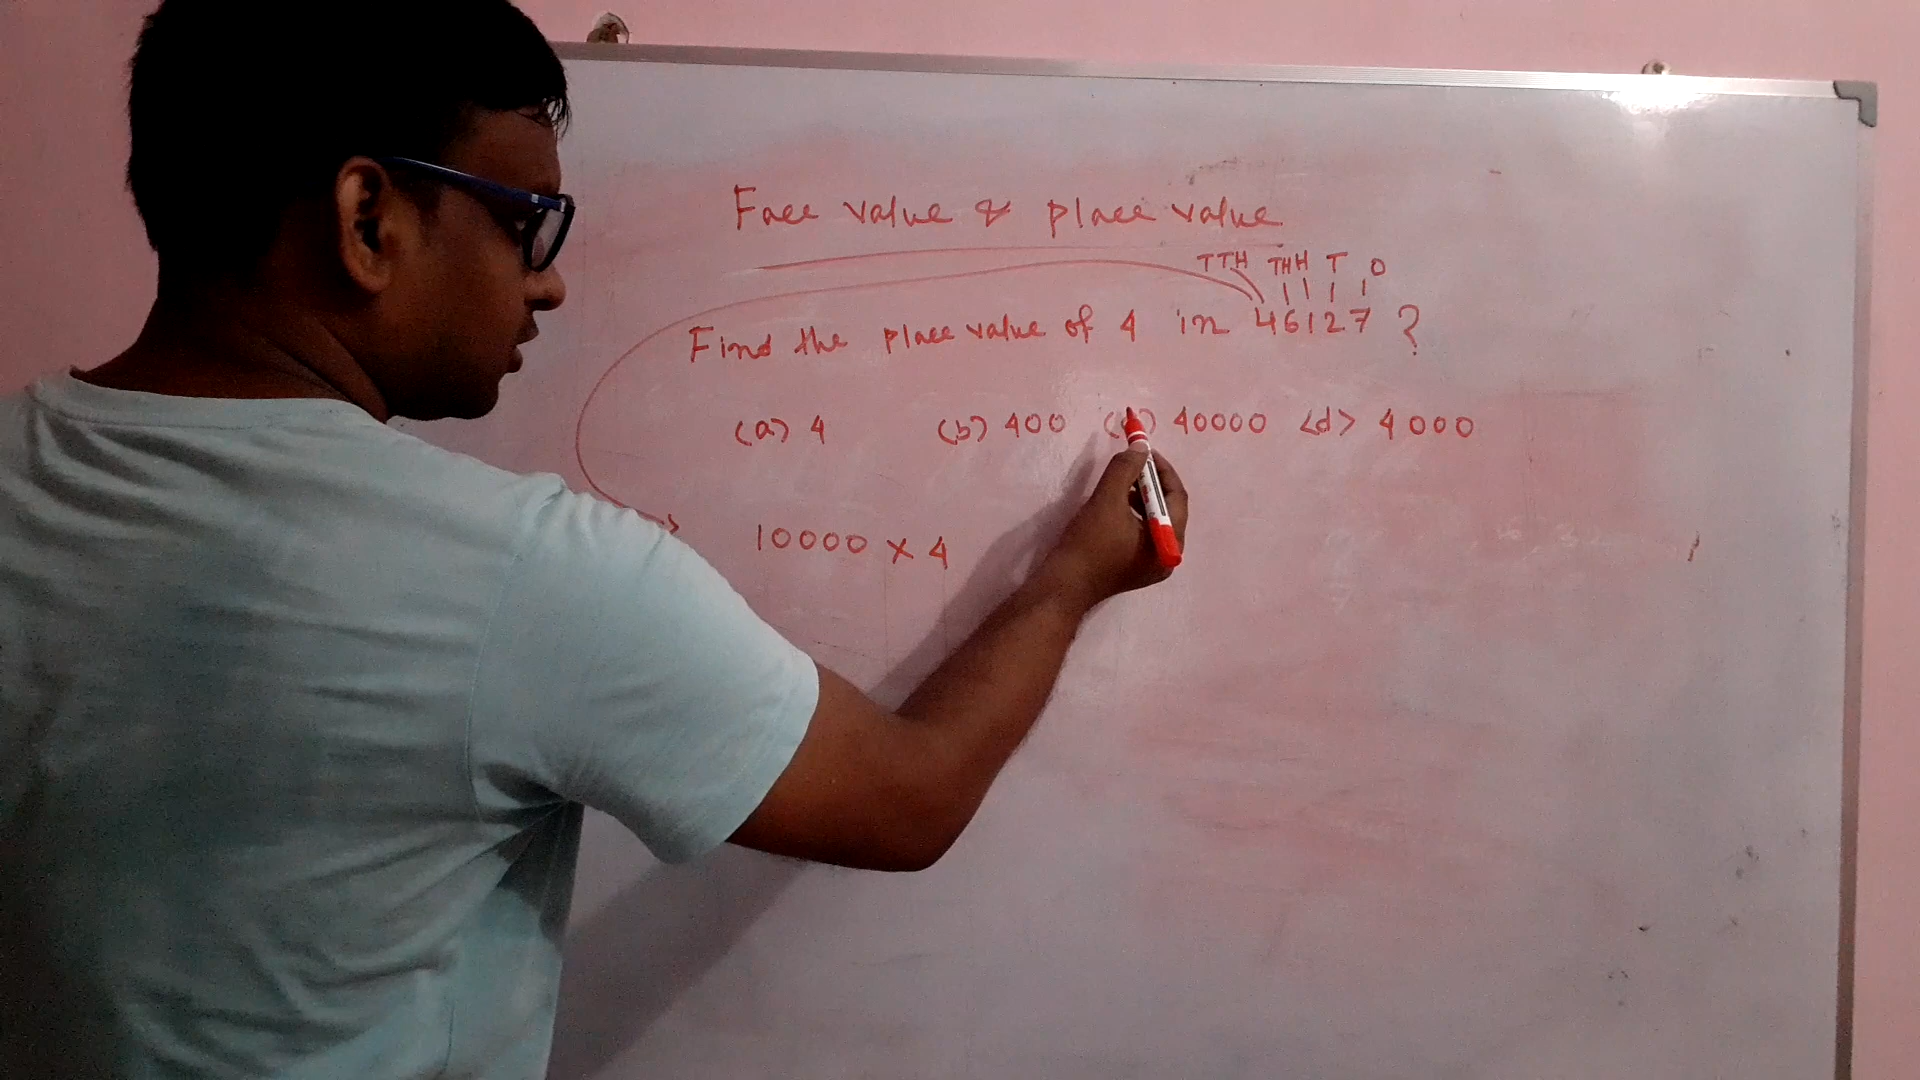 Face value & place value
TTH TH H T O
Find the place value of 4 in 46127 ?
(a) 4 (b) 400 (c) 40000 <d> 4000
10000 × 4